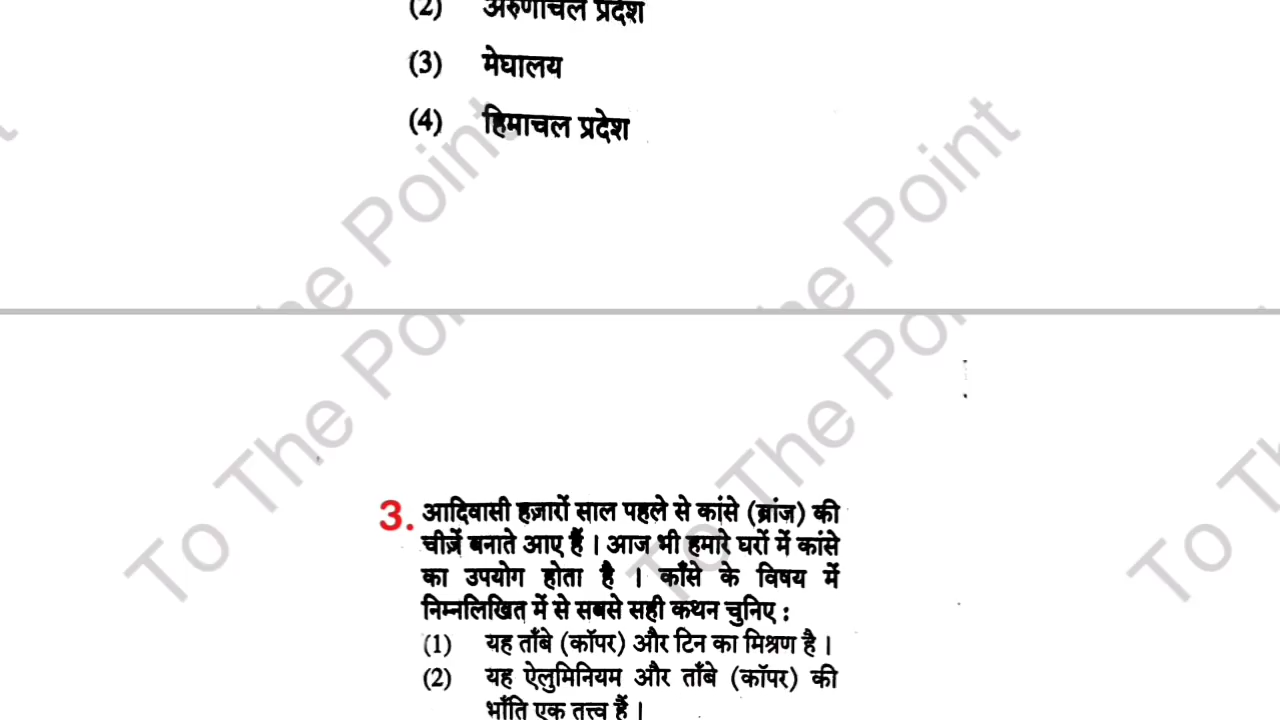 (2) अरुणाचल प्रदेश
(3) मेघालय
(4) हिमाचल प्रदेश
To The Point
To The Point
3. आदिवासी हज़ारों साल पहले से कांसे (ब्रांज़) की
चीज़ें बनाते आए हैं । आज भी हमारे घरों में कांसे
का उपयोग होता है । काँसे के विषय में
निम्नलिखित में से सबसे सही कथन चुनिए :
(1) यह ताँबे (कॉपर) और टिन का मिश्रण है ।
(2) यह ऐलुमिनियम और ताँबे (कॉपर) की
भाँति एक तत्त्व हैं ।
To The Point
To The Point
To The